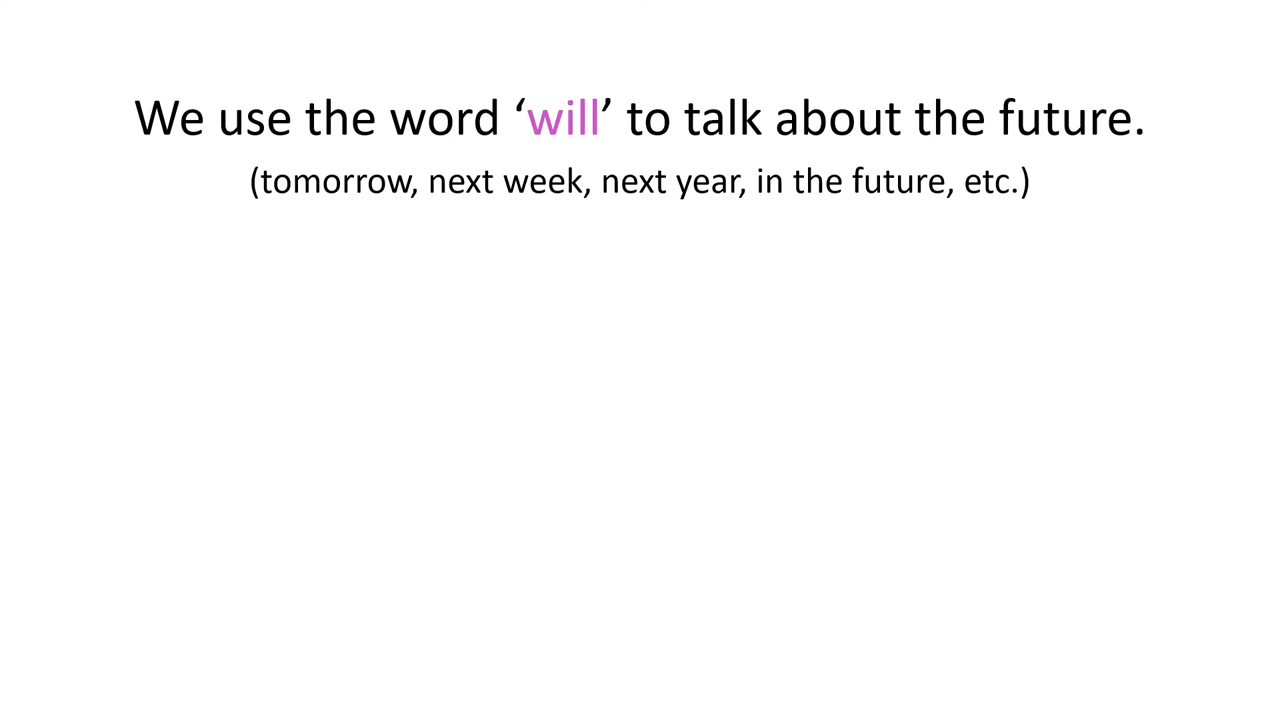 We use the word ‘will’ to talk about the future.
(tomorrow, next week, next year, in the future, etc.)